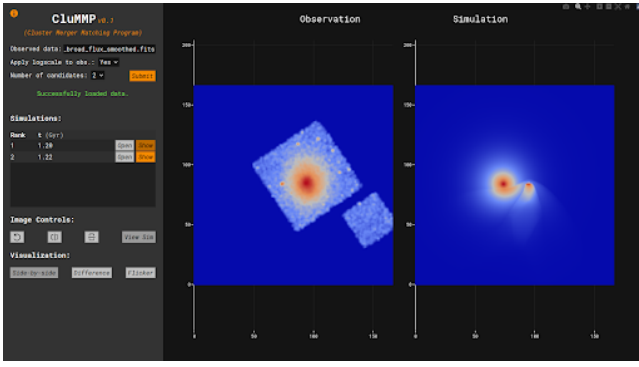 CluMMP v0.1
(Cluster Merger Matching Program)
Observed data: _broad_flux_smoothed.fits
Apply logscale to obs.: Yes
Number of candidates: 2 Submit
Successfully loaded data.
Simulations:
Rank t (Gyr)
1 1.20 Open Show
2 1.22 Open Show
Image Controls:
View Sim
Visualization:
Side-by-side Difference Flicker
Observation
200
150
100
50
0
0 50 100 150
Simulation
200
150
100
50
0
0 50 100 150